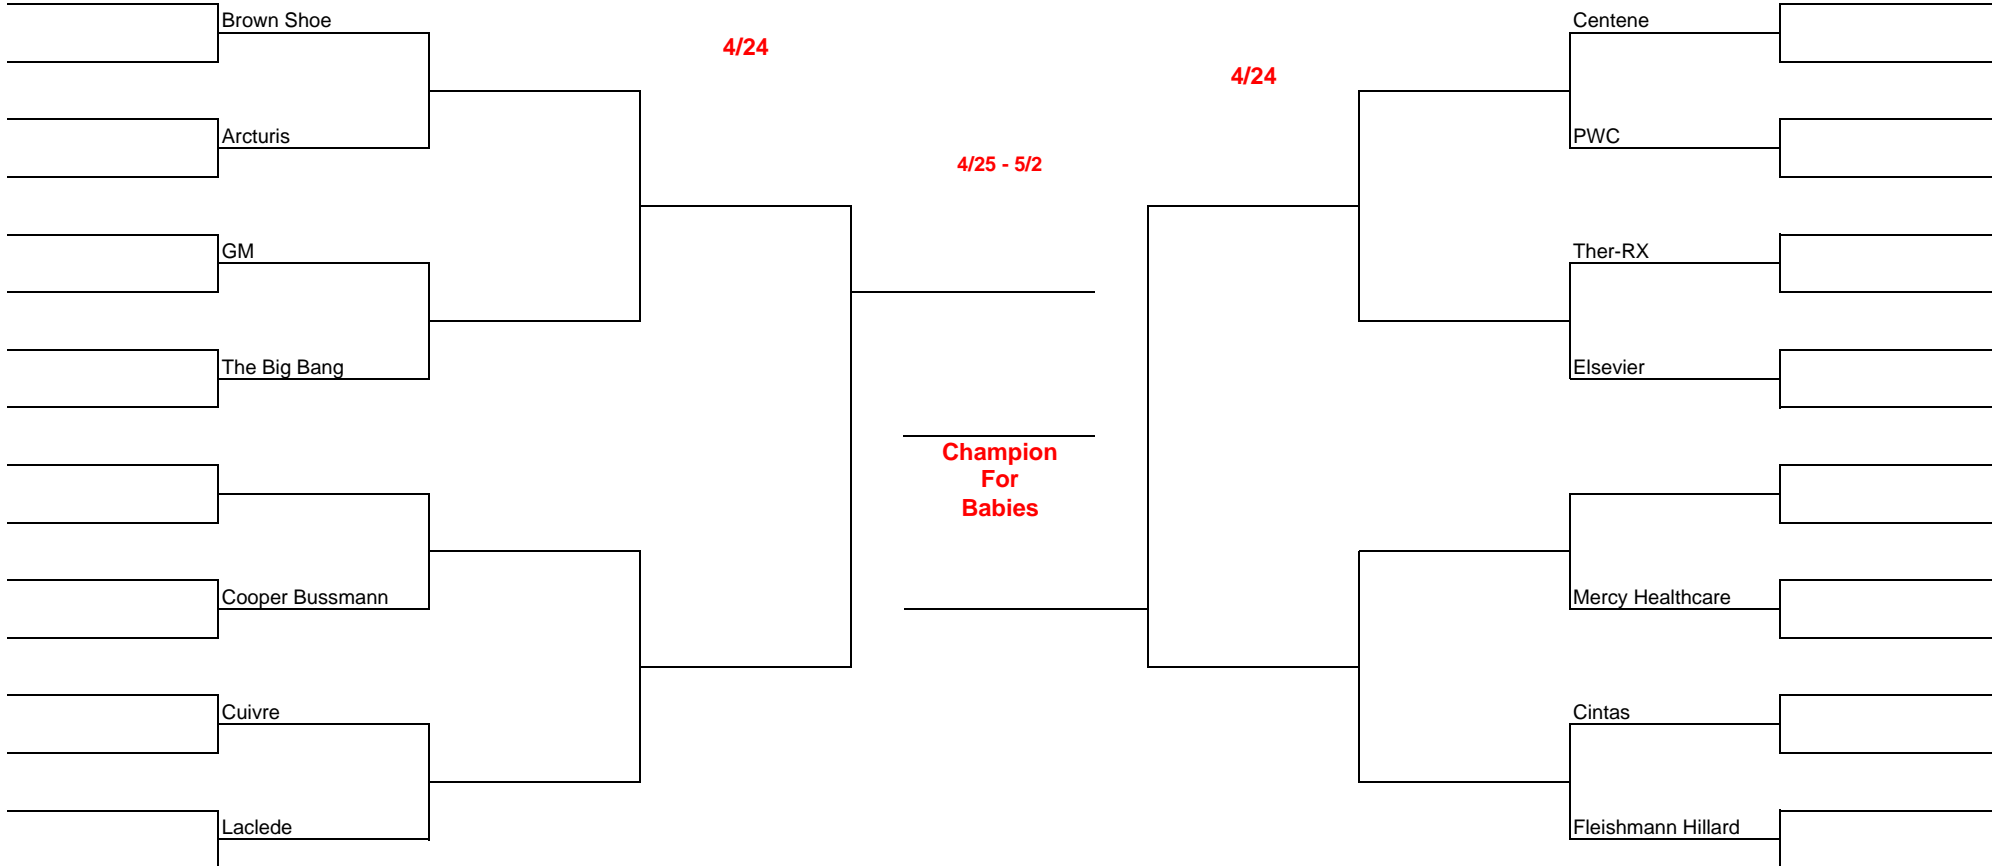 Brown Shoe
Centene
4/24
4/24
Arcturis
PWC
4/25 - 5/2
GM
Ther-RX
The Big Bang
Elsevier
Champion
For
Babies
Cooper Bussmann
Mercy Healthcare
Cuivre
Cintas
Laclede
Fleishmann Hillard